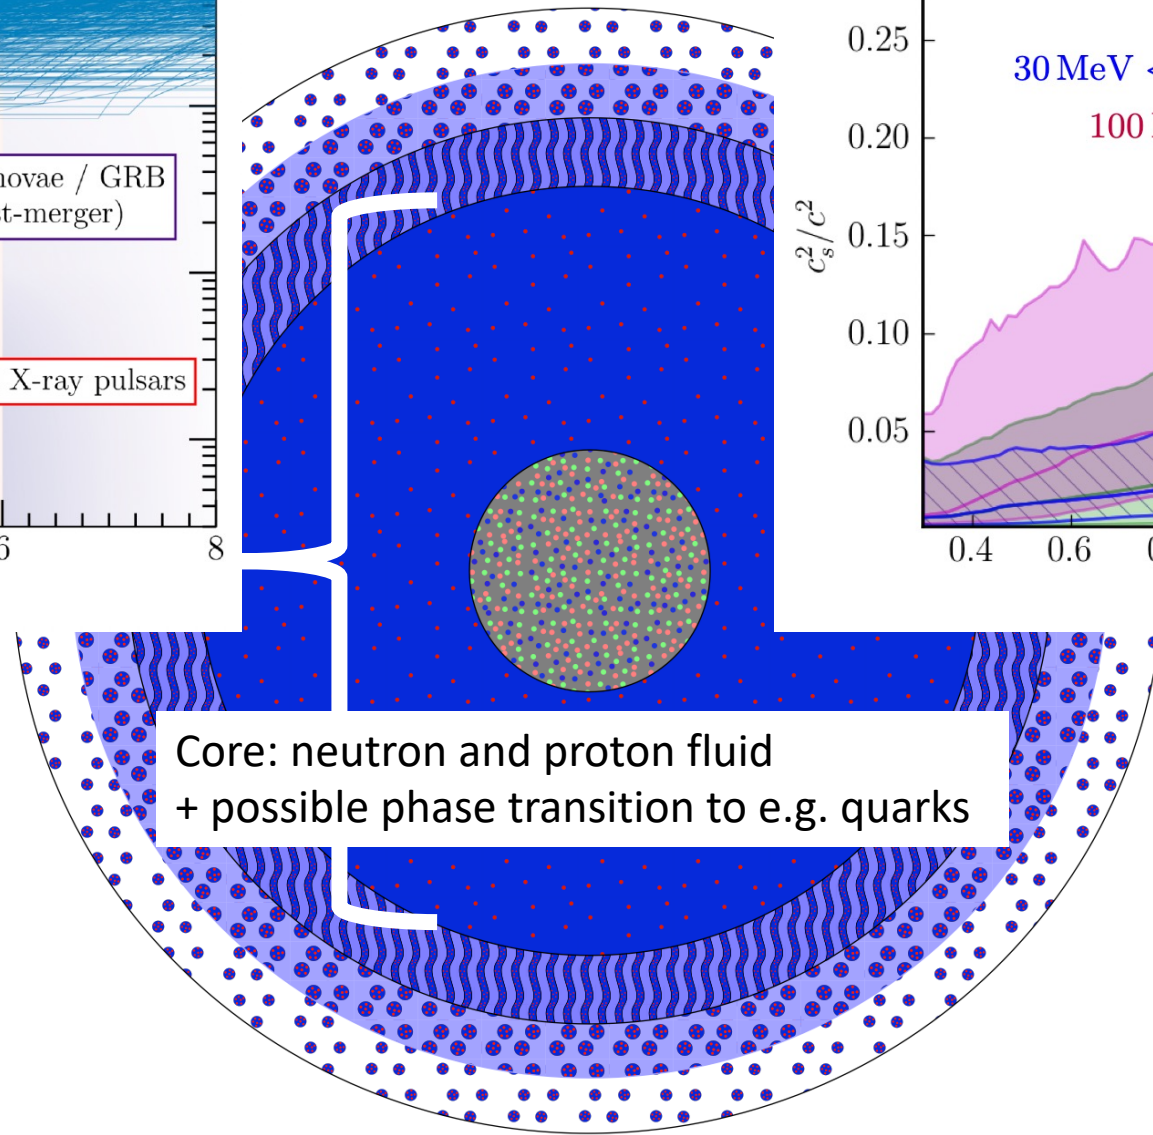 novae / GRB
st-merger)
X-ray pulsars
6
8
0.25
0.20
0.15
0.10
0.05
c_s^2/c^2
30 MeV <
100
0.4
0.6
Core: neutron and proton fluid
+ possible phase transition to e.g. quarks